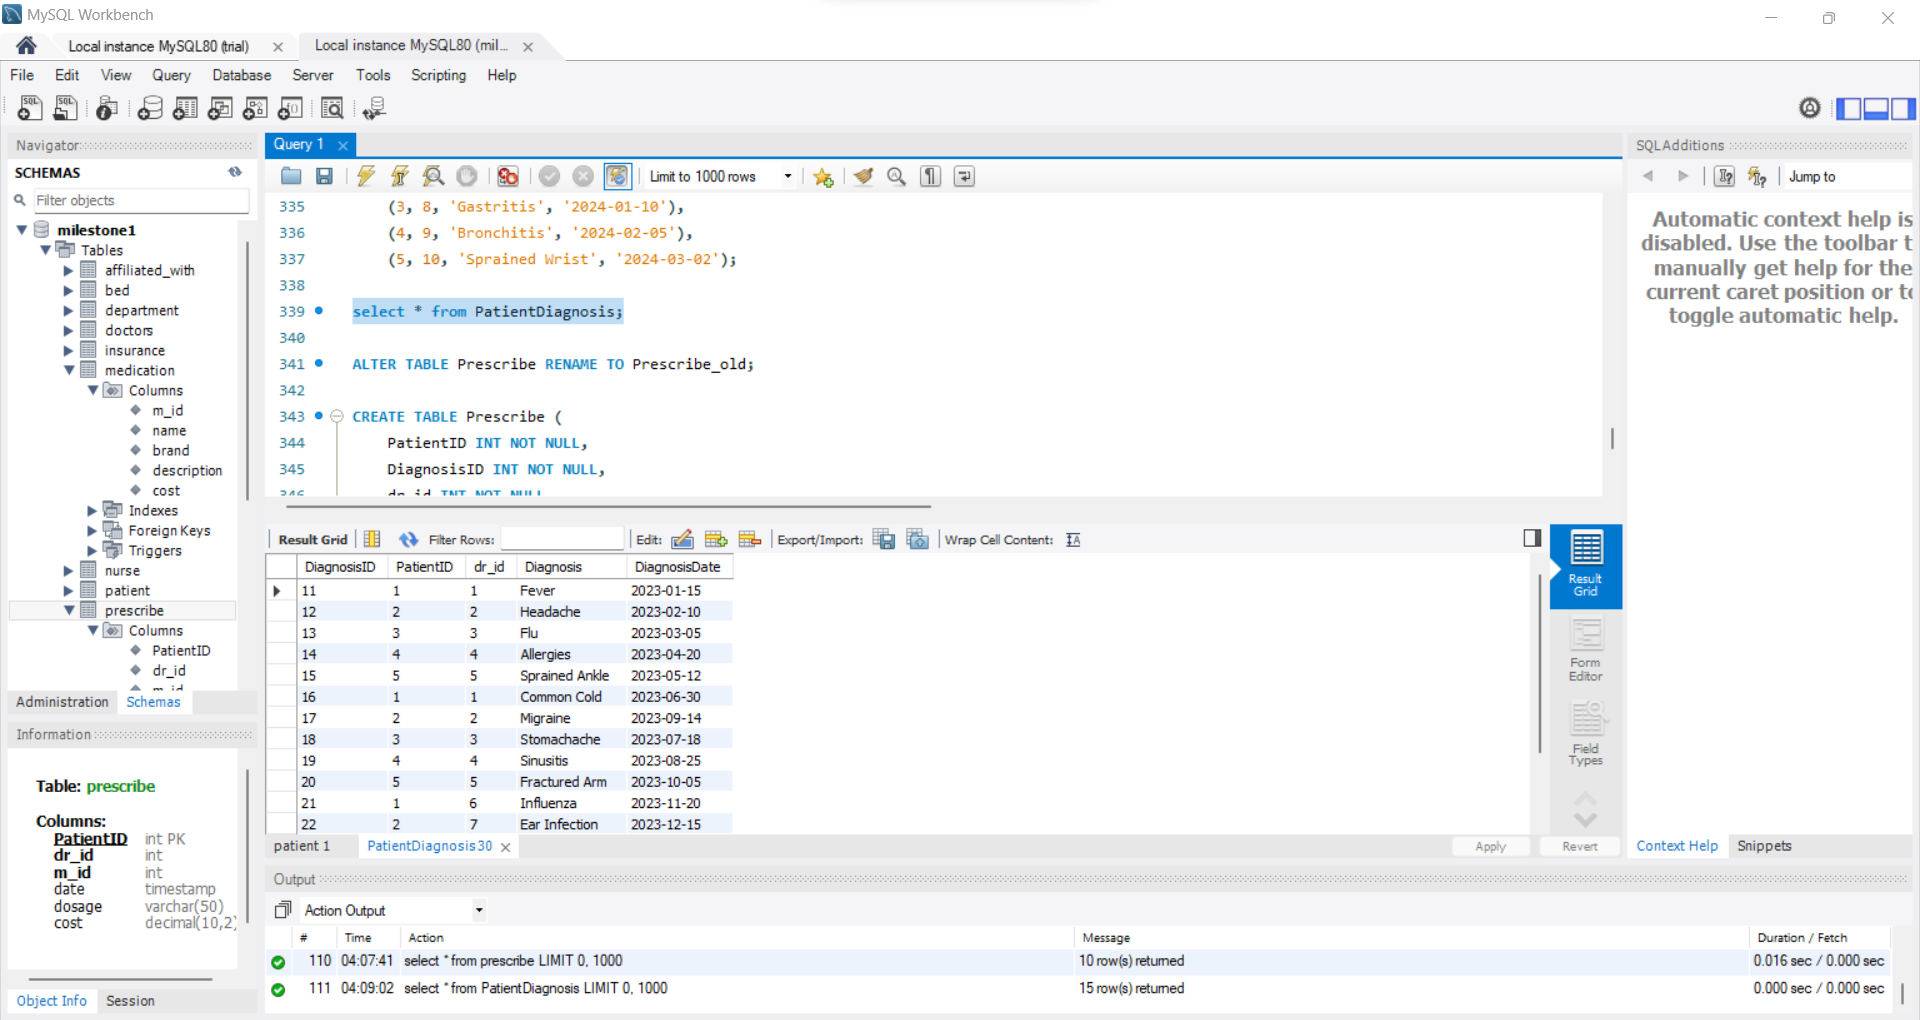 MySQL Workbench
Local instance MySQL80 (trial)
Local instance MySQL80 (mil...
File Edit View Query Database Server Tools Scripting Help
Navigator
SCHEMAS
Filter objects
milestone1
Tables
affiliated_with
bed
department
doctors
insurance
medication
Columns
m_id
name
brand
description
cost
Indexes
Foreign Keys
Triggers
nurse
patient
prescribe
Columns
PatientID
dr_id
m_id
Administration Schemas
Information
Table: prescribe
Columns:
PatientID int PK
dr_id int
m_id int
date timestamp
dosage varchar(50)
cost decimal(10,2)
Object Info Session
Query 1
Limit to 1000 rows
335 (3, 8, 'Gastritis', '2024-01-10'),
336 (4, 9, 'Bronchitis', '2024-02-05'),
337 (5, 10, 'Sprained Wrist', '2024-03-02');
338
339 select * from PatientDiagnosis;
340
341 ALTER TABLE Prescribe RENAME TO Prescribe_old;
342
343 CREATE TABLE Prescribe (
344 PatientID INT NOT NULL,
345 DiagnosisID INT NOT NULL,
346 dr_id INT NOT NULL
Result Grid Filter Rows: Edit: Export/Import: Wrap Cell Content:
DiagnosisID PatientID dr_id Diagnosis DiagnosisDate
11 1 1 Fever 2023-01-15
12 2 2 Headache 2023-02-10
13 3 3 Flu 2023-03-05
14 4 4 Allergies 2023-04-20
15 5 5 Sprained Ankle 2023-05-12
16 1 1 Common Cold 2023-06-30
17 2 2 Migraine 2023-09-14
18 3 3 Stomachache 2023-07-18
19 4 4 Sinusitis 2023-08-25
20 5 5 Fractured Arm 2023-10-05
21 1 6 Influenza 2023-11-20
22 2 7 Ear Infection 2023-12-15
Result
Grid
Form
Editor
Field
Types
patient 1 PatientDiagnosis30 Apply Revert
Output
Action Output
# Time Action Message Duration / Fetch
110 04:07:41 select * from prescribe LIMIT 0, 1000 10 row(s) returned 0.016 sec / 0.000 sec
111 04:09:02 select * from PatientDiagnosis LIMIT 0, 1000 15 row(s) returned 0.000 sec / 0.000 sec
SQLAdditions
Jump to
Automatic context help is
disabled. Use the toolbar t
manually get help for the
current caret position or to
toggle automatic help.
Context Help Snippets